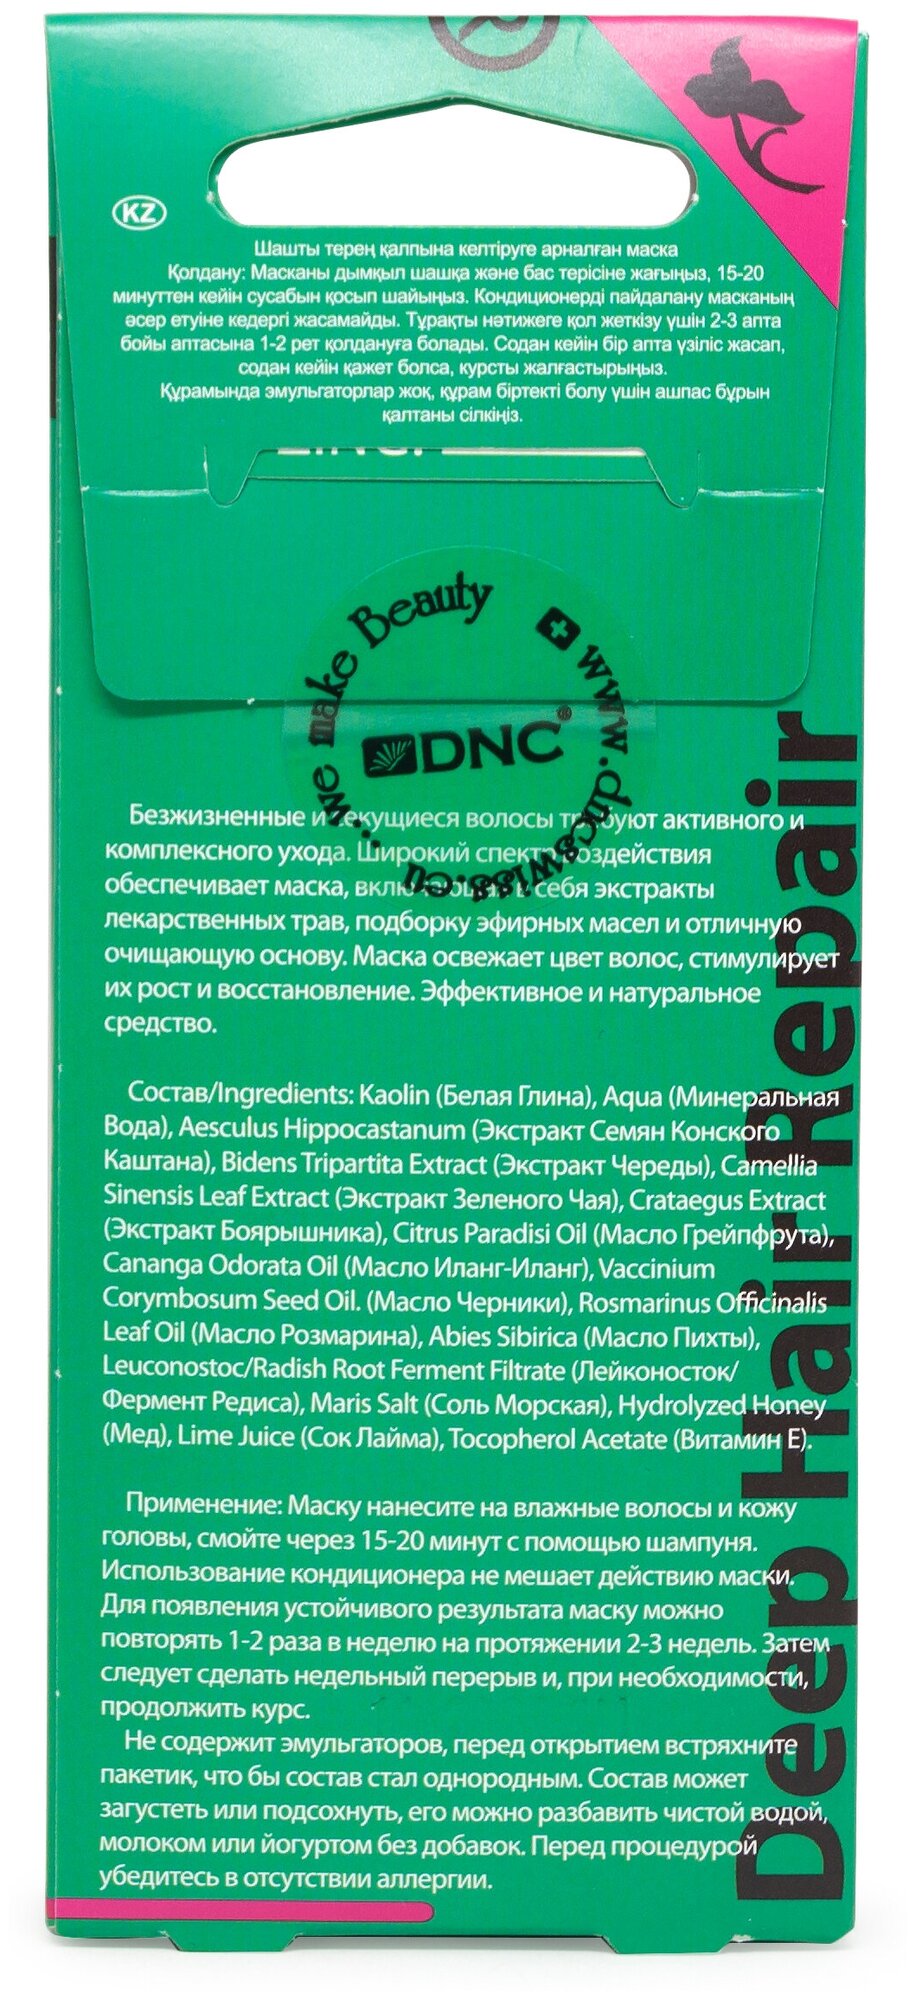 KZ
Шашты терең қалпына келтіруге арналған маска
Қолдану: Масканы дымқыл шашқа және бас терісіне жағыңыз, 15-20
минуттен кейін сусабын қосып шайыңыз. Кондиционерді пайдалану масканың
әсер етуіне кедергі жасамайды. Тұрақты нәтижеге қол жеткізу үшін 2-3 апта
бойы аптасына 1-2 рет қолдануға болады. Содан кейін бір апта үзіліс жасап,
содан кейін қажет болса, курсты жалғастырыңыз.
Құрамында эмульгаторлар жоқ, құрам біртекті болу үшін ашпас бұрын
қалтаны сілкіңіз.
...we make Beauty
www.dncswiss.eu
DNC®
Безжизненные и секущиеся волосы требуют активного и
комплексного ухода. Широкий спектр воздействия
обеспечивает маска, включающая в себя экстракты
лекарственных трав, подборку эфирных масел и отличную
очищающую основу. Маска освежает цвет волос, стимулирует
их рост и восстановление. Эффективное и натуральное
средство.
Состав/Ingredients: Kaolin (Белая Глина), Aqua (Минеральная
Вода), Aesculus Hippocastanum (Экстракт Семян Конского
Каштана), Bidens Tripartita Extract (Экстракт Череды), Camellia
Sinensis Leaf Extract (Экстракт Зеленого Чая), Crataegus Extract
(Экстракт Боярышника), Citrus Paradisi Oil (Масло Грейпфрута),
Cananga Odorata Oil (Масло Иланг-Иланг), Vaccinium
Corymbosum Seed Oil. (Масло Черники), Rosmarinus Officinalis
Leaf Oil (Масло Розмарина), Abies Sibirica (Масло Пихты),
Leuconostoc/Radish Root Ferment Filtrate (Лейконосток/
Фермент Редиса), Maris Salt (Соль Морская), Hydrolyzed Honey
(Мед), Lime Juice (Сок Лайма), Tocopherol Acetate (Витамин Е).
Применение: Маску нанесите на влажные волосы и кожу
головы, смойте через 15-20 минут с помощью шампуня.
Использование кондиционера не мешает действию маски.
Для появления устойчивого результата маску можно
повторять 1-2 раза в неделю на протяжении 2-3 недель. Затем
следует сделать недельный перерыв и, при необходимости,
продолжить курс.
Не содержит эмульгаторов, перед открытием встряхните
пакетик, что бы состав стал однородным. Состав может
загустеть или подсохнуть, его можно разбавить чистой водой,
молоком или йогуртом без добавок. Перед процедурой
убедитесь в отсутствии аллергии.
Deep Hair Repair